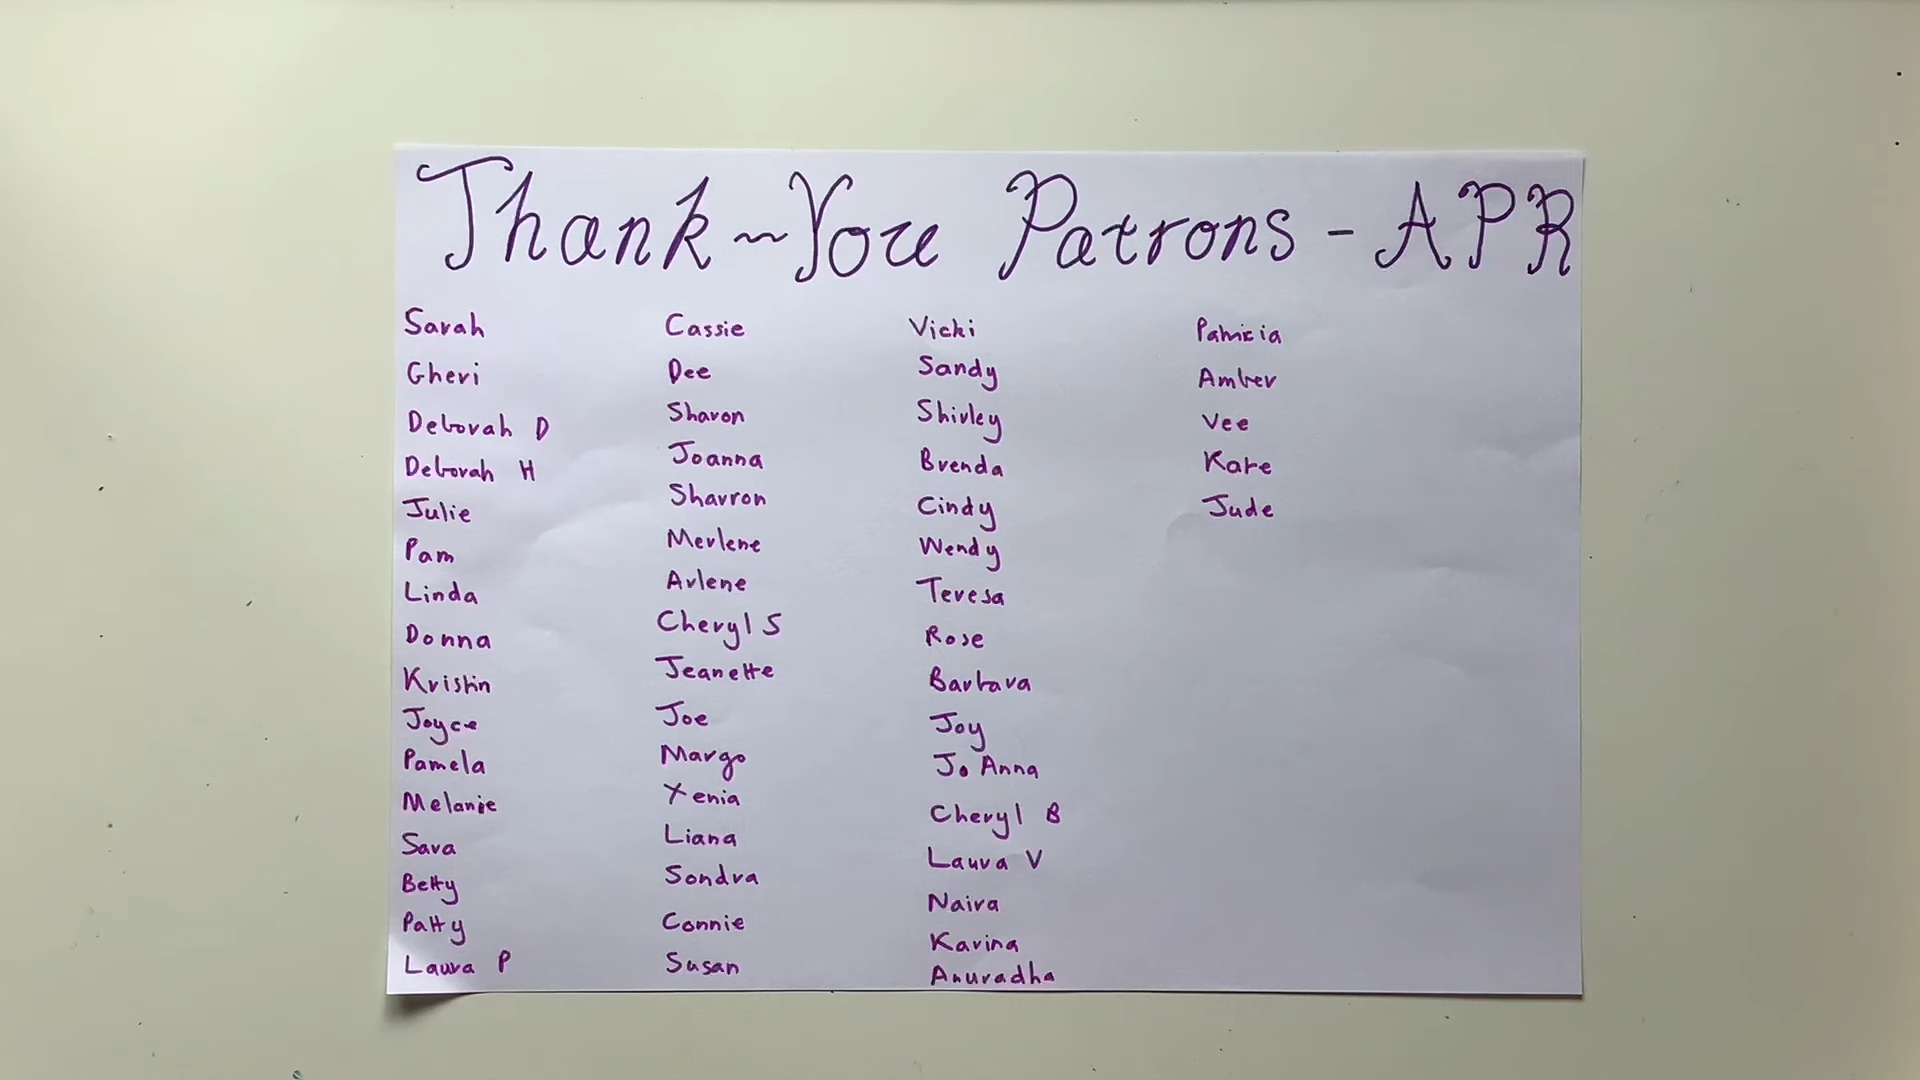 Thank~You Patrons - APR
Sarah
Gheri
Deborah D
Deborah H
Julie
Pam
Linda
Donna
Kristin
Joyce
Pamela
Melanie
Sara
Betty
Patty
Laura P
Cassie
Dee
Sharon
Joanna
Sharron
Merlene
Arlene
Cheryl S
Jeanette
Joe
Margo
Xenia
Liana
Sondra
Connie
Susan
Vicki
Sandy
Shirley
Brenda
Cindy
Wendy
Teresa
Rose
Barbara
Joy
Jo Anna
Cheryl B
Laura V
Naira
Karina
Anuradha
Patricia
Amber
Vee
Kate
Jude